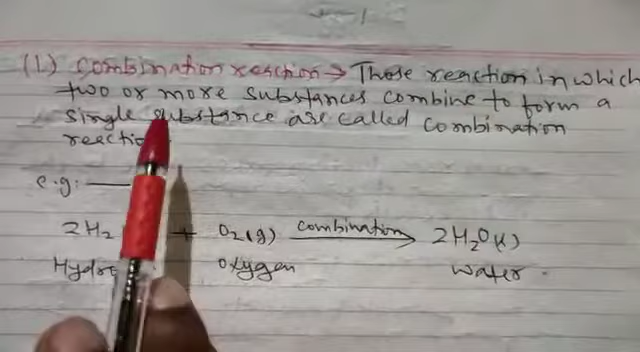 (1) Combination reaction → Those reaction in which
two or more substances combine to form a
single substance are called combination
e.g:—
2H2 + O2(g) combination→ 2H2O(l)
Oxygen Water